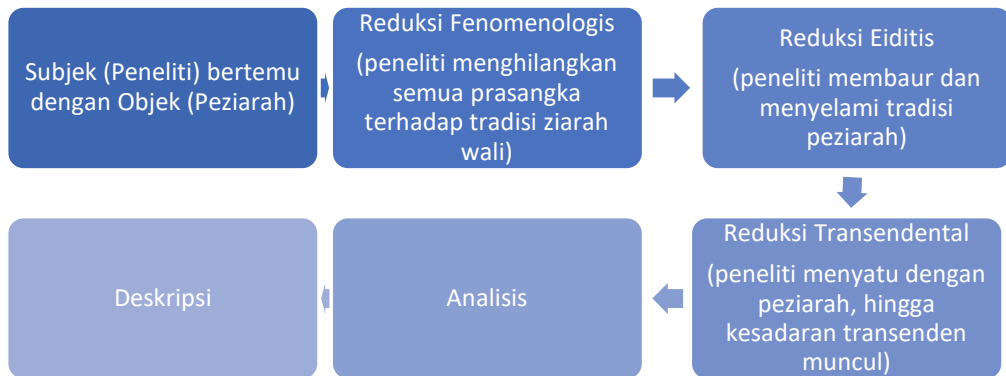 Subjek (Peneliti) bertemu
dengan Objek (Peziarah)
Reduksi Fenomenologis
(peneliti menghilangkan
semua prasangka
terhadap tradisi ziarah
wali)
Reduksi Eiditis
(peneliti membaur dan
menyelami tradisi
peziarah)
Reduksi Transendental
(peneliti menyatu dengan
peziarah, hingga
kesadaran transenden
muncul)
Analisis
Deskripsi